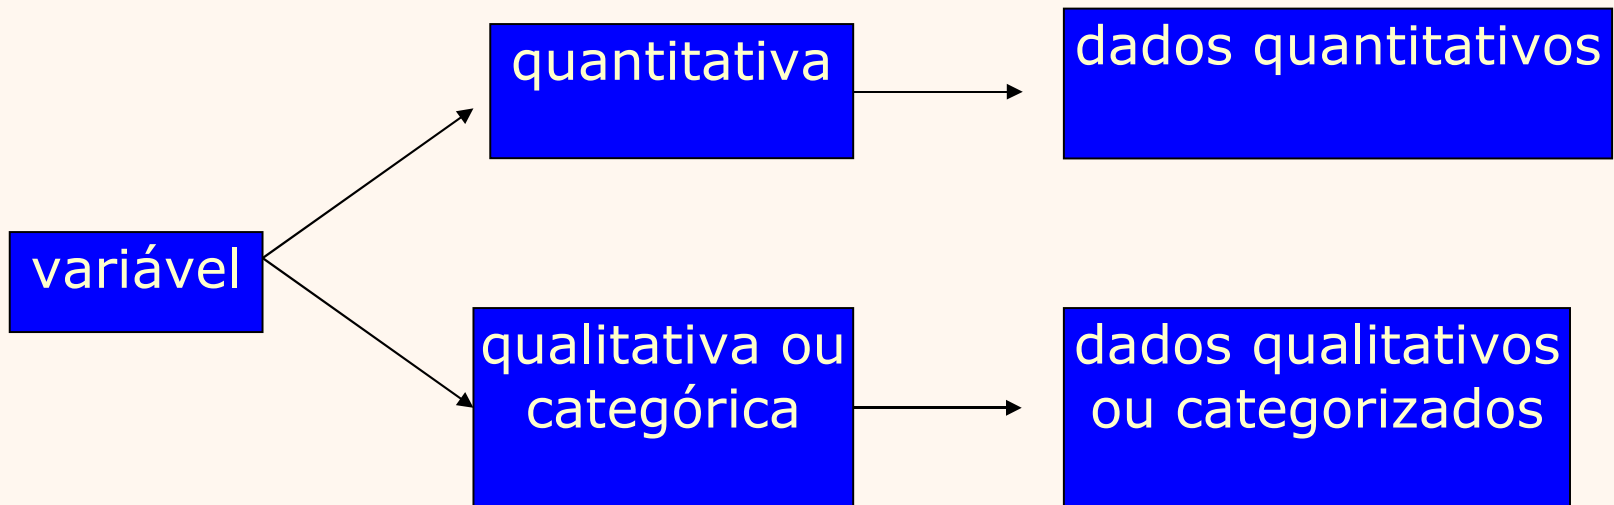 quantitativa
dados quantitativos
variável
qualitativa ou
categórica
dados qualitativos
ou categorizados